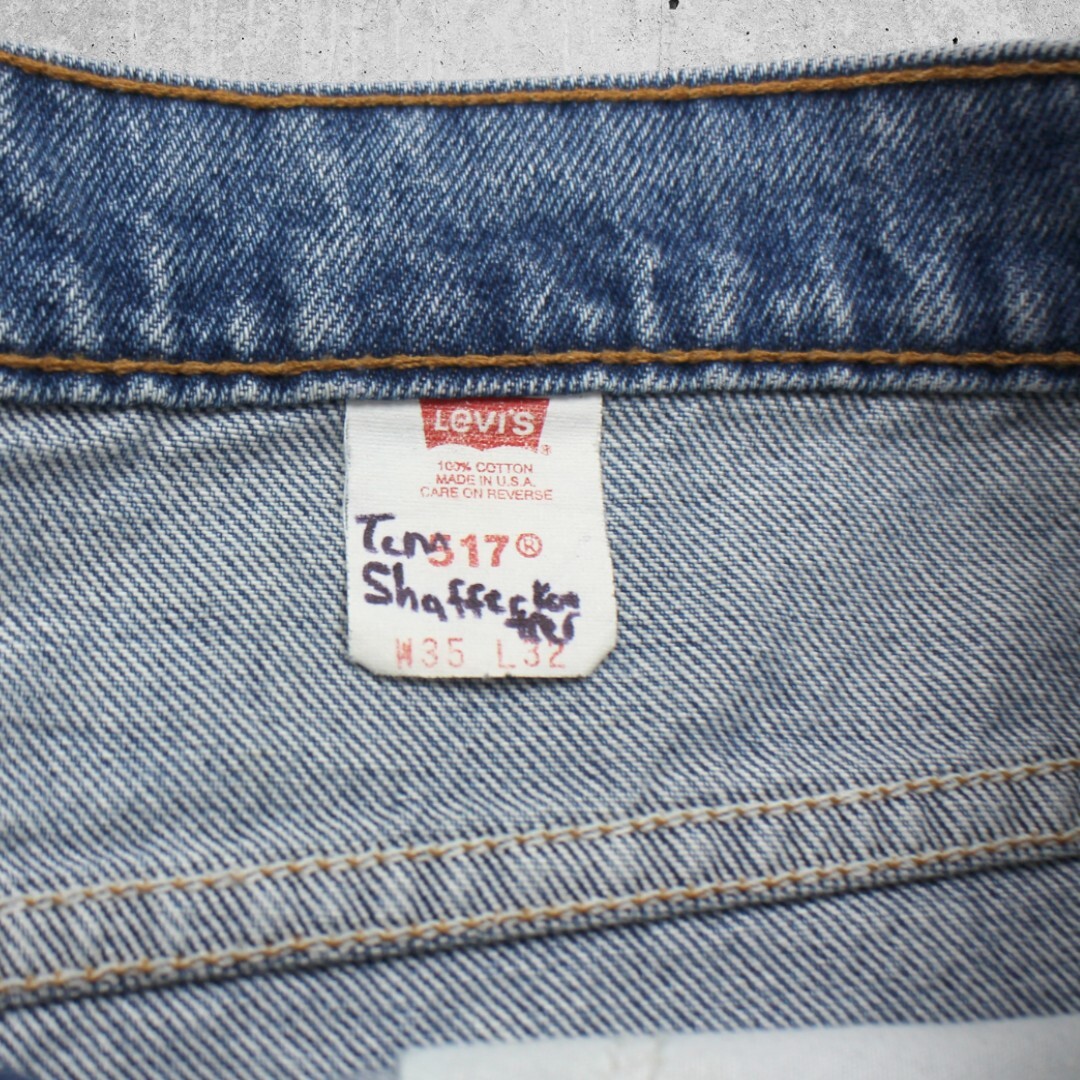 LEVI'S®
100% COTTON
MADE IN U.S.A.
CARE ON REVERSE
517®
Shaffer
W35 L32